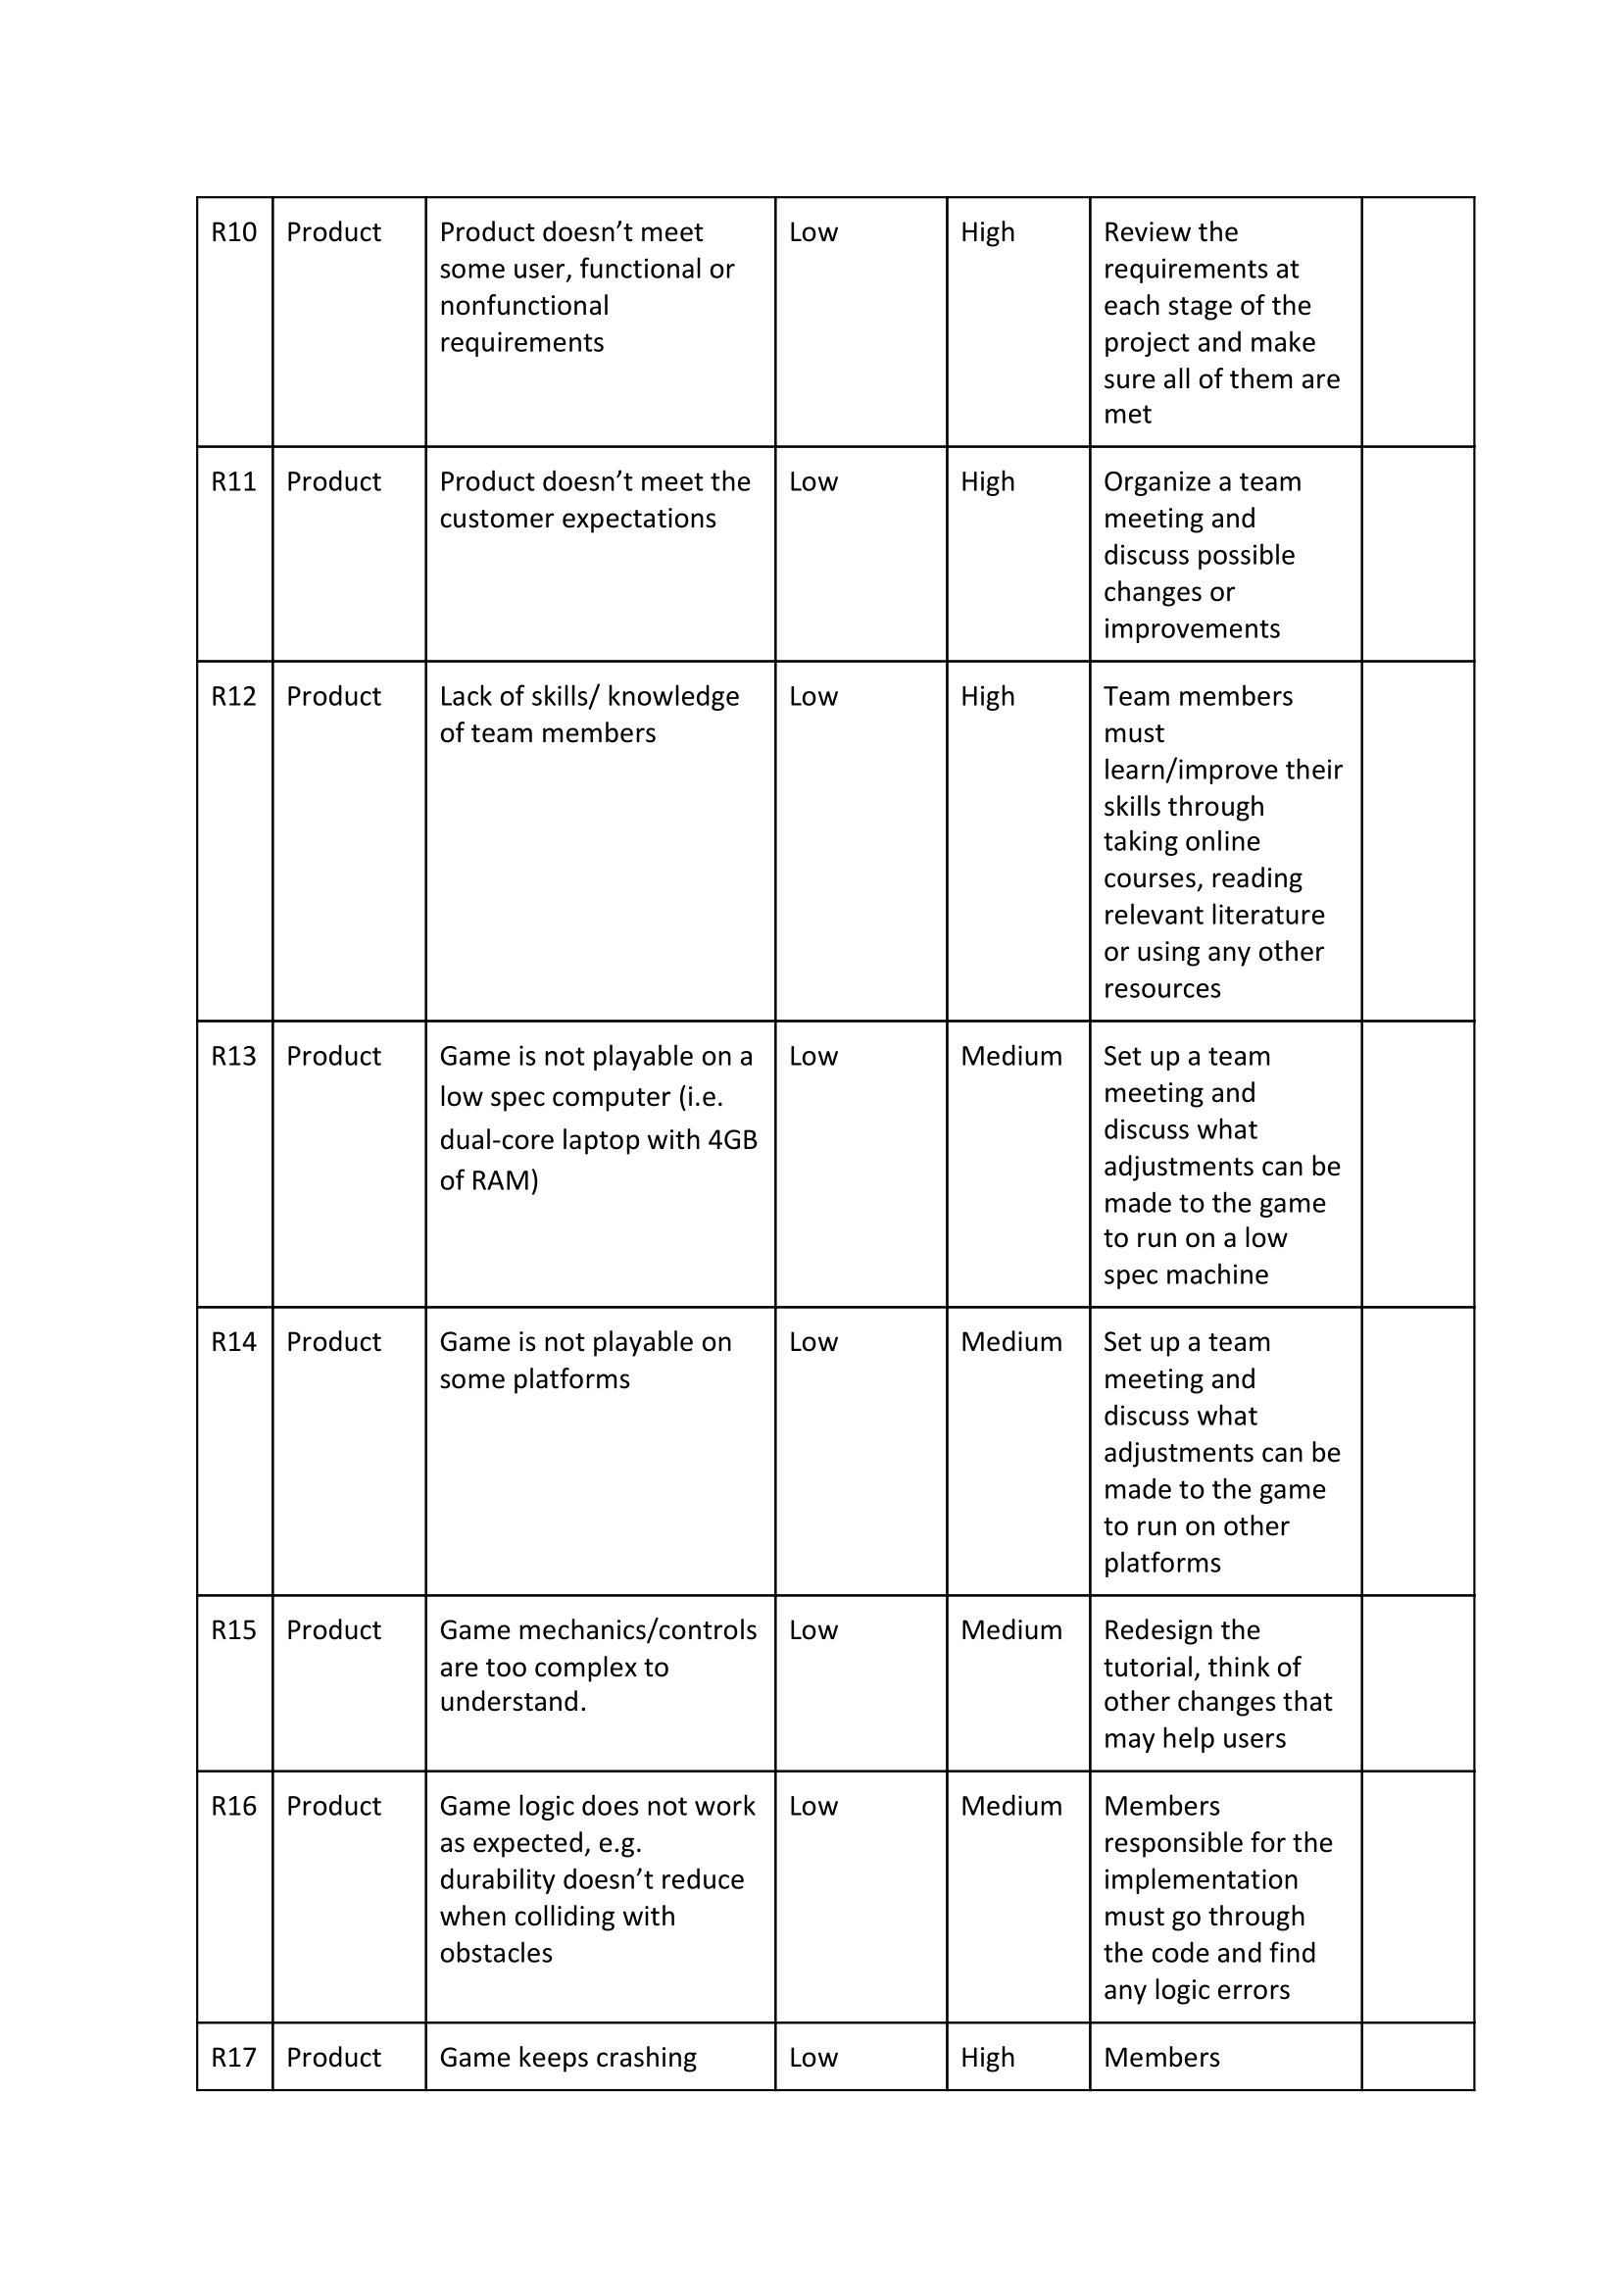 R10 Product Product doesn’t meet Low High Review the
some user, functional or requirements at
nonfunctional each stage of the
requirements project and make
sure all of them are
met
R11 Product Product doesn’t meet the Low High Organize a team
customer expectations meeting and
discuss possible
changes or
improvements
R12 Product Lack of skills/ knowledge Low High Team members
of team members must
learn/improve their
skills through
taking online
courses, reading
relevant literature
or using any other
resources
R13 Product Game is not playable on a Low Medium Set up a team
low spec computer (i.e. meeting and
dual-core laptop with 4GB discuss what
of RAM) adjustments can be
made to the game
to run on a low
spec machine
R14 Product Game is not playable on Low Medium Set up a team
some platforms meeting and
discuss what
adjustments can be
made to the game
to run on other
platforms
R15 Product Game mechanics/controls Low Medium Redesign the
are too complex to tutorial, think of
understand. other changes that
may help users
R16 Product Game logic does not work Low Medium Members
as expected, e.g. responsible for the
durability doesn’t reduce implementation
when colliding with must go through
obstacles the code and find
any logic errors
R17 Product Game keeps crashing Low High Members